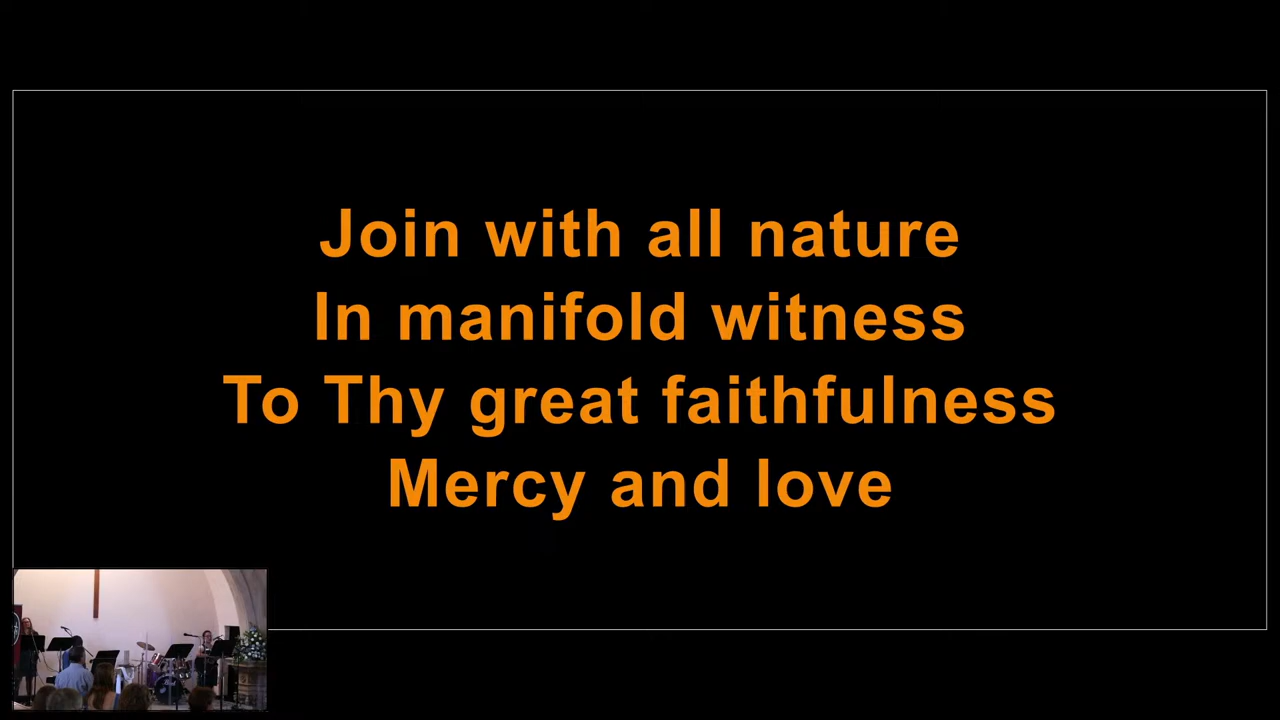 Join with all nature
In manifold witness
To Thy great faithfulness
Mercy and love